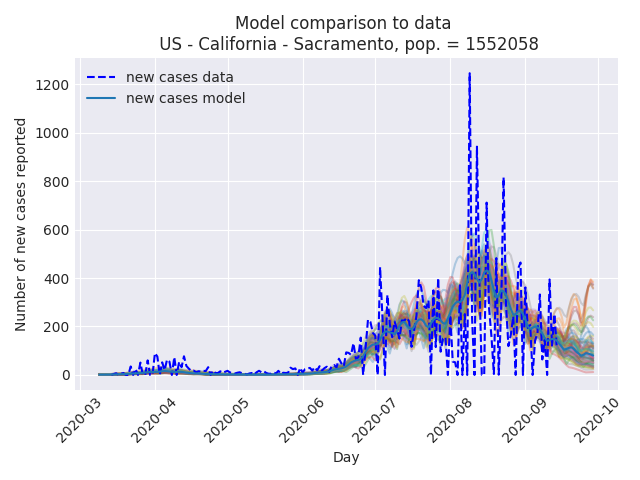 Model comparison to data
US - California - Sacramento, pop. = 1552058
new cases data
new cases model
Number of new cases reported
1200
1000
800
600
400
200
0
2020-03
2020-04
2020-05
2020-06
2020-07
2020-08
2020-09
2020-10
Day